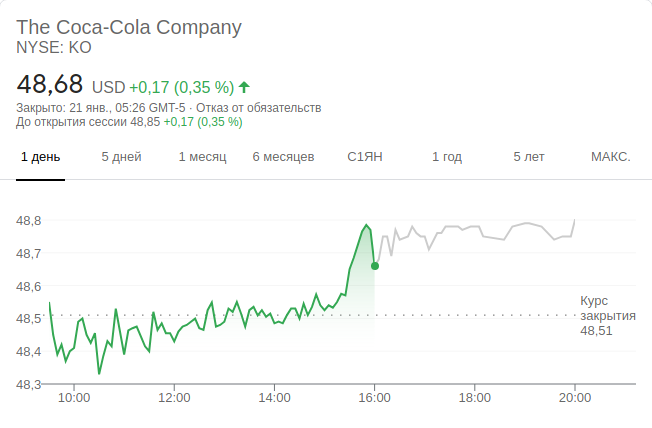 The Coca-Cola Company
NYSE: KO
48,68 USD +0,17 (0,35 %)
Закрыто: 21 янв., 05:26 GMT-5 · Отказ от обязательств
До открытия сессии 48,85 +0,17 (0,35 %)
1 день 5 дней 1 месяц 6 месяцев С1ЯН 1 год 5 лет МАКС.
48,8
48,7
48,6
48,5
48,4
48,3
Курс
закрытия
48,51
10:00 12:00 14:00 16:00 18:00 20:00